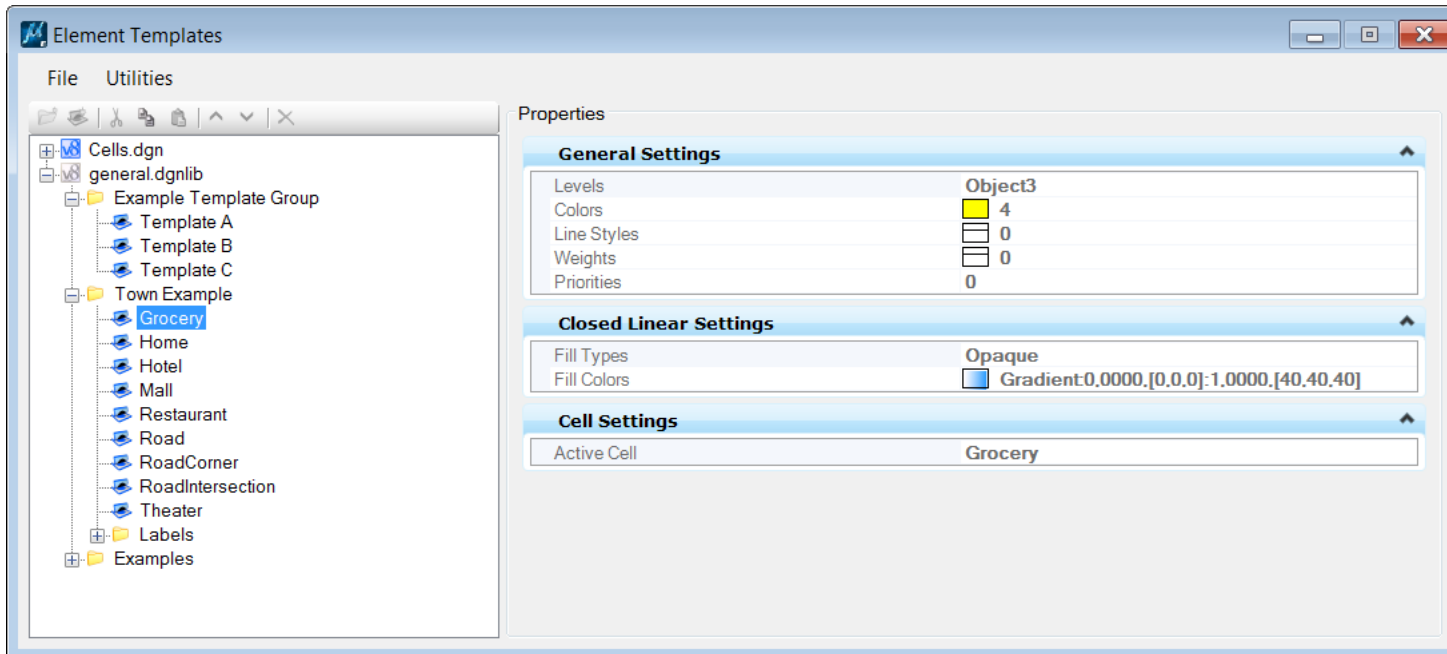 Element Templates
File Utilities
Properties
Cells.dgn
general.dgnlib
Example Template Group
Template A
Template B
Template C
Town Example
Grocery
Home
Hotel
Mall
Restaurant
Road
RoadCorner
RoadIntersection
Theater
Labels
Examples
General Settings
Levels Object3
Colors 4
Line Styles 0
Weights 0
Priorities 0
Closed Linear Settings
Fill Types Opaque
Fill Colors Gradient:0,0000,[0,0,0]:1,0000,[40,40,40]
Cell Settings
Active Cell Grocery